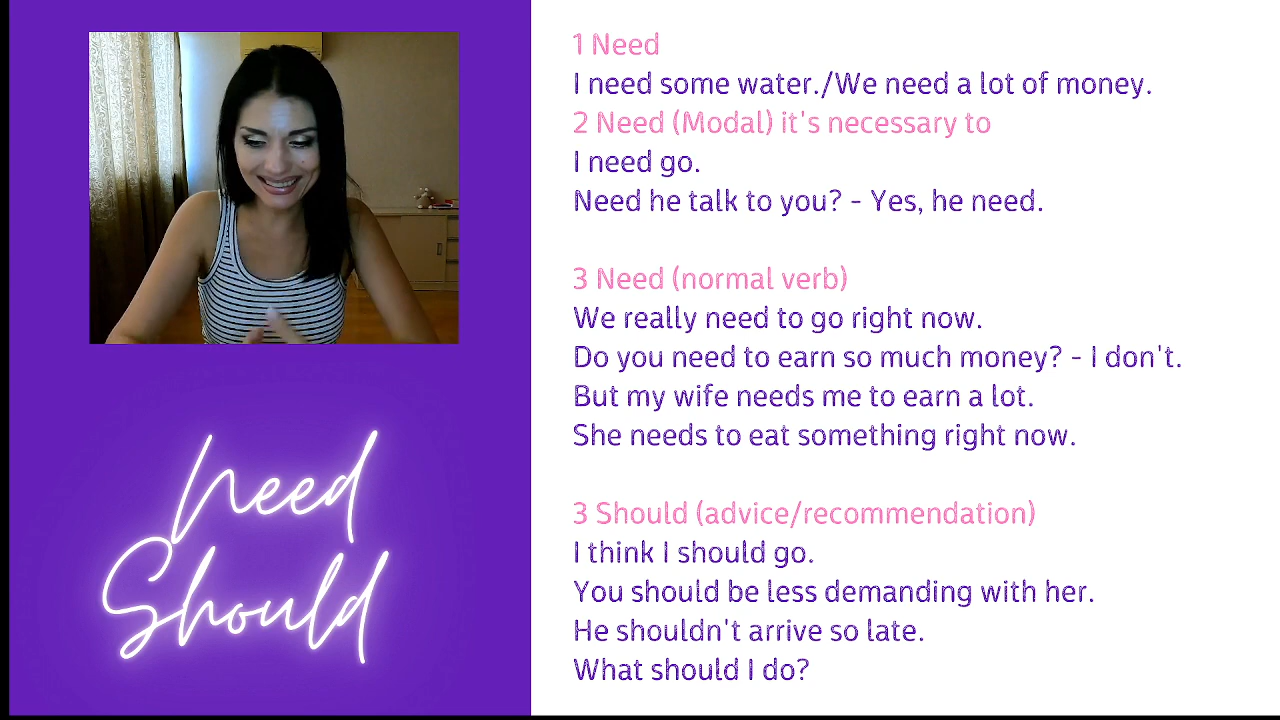 1 Need
I need some water./We need a lot of money.
2 Need (Modal) it's necessary to
I need go.
Need he talk to you? - Yes, he need.
3 Need (normal verb)
We really need to go right now.
Do you need to earn so much money? - I don't.
But my wife needs me to earn a lot.
She needs to eat something right now.
3 Should (advice/recommendation)
I think I should go.
You should be less demanding with her.
He shouldn't arrive so late.
What should I do?
Need
Should